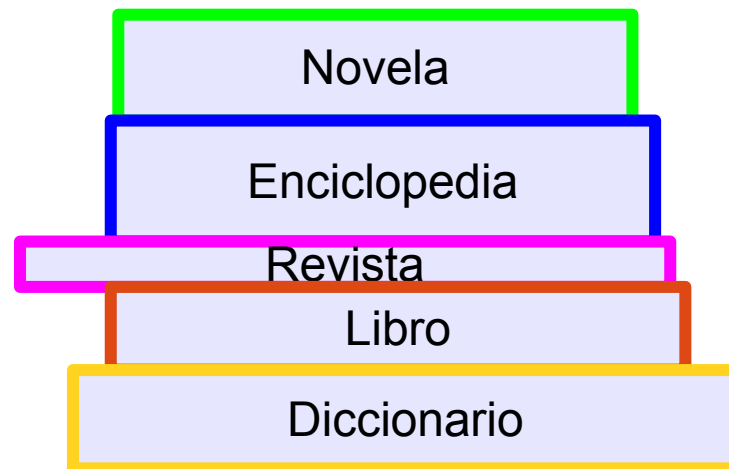 Novela
Enciclopedia
Revista
Libro
Diccionario